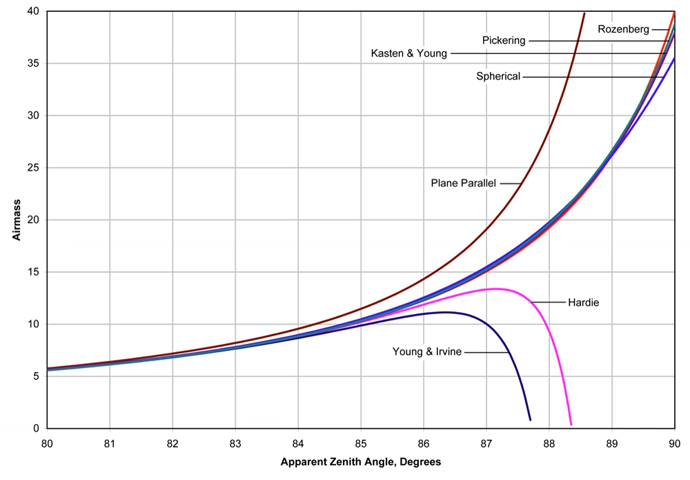 40
Rozenberg
Pickering
Kasten & Young
35
Spherical
30
25
Plane Parallel
Airmass
20
15
Hardie
10
Young & Irvine
5
0
80 81 82 83 84 85 86 87 88 89 90
Apparent Zenith Angle, Degrees